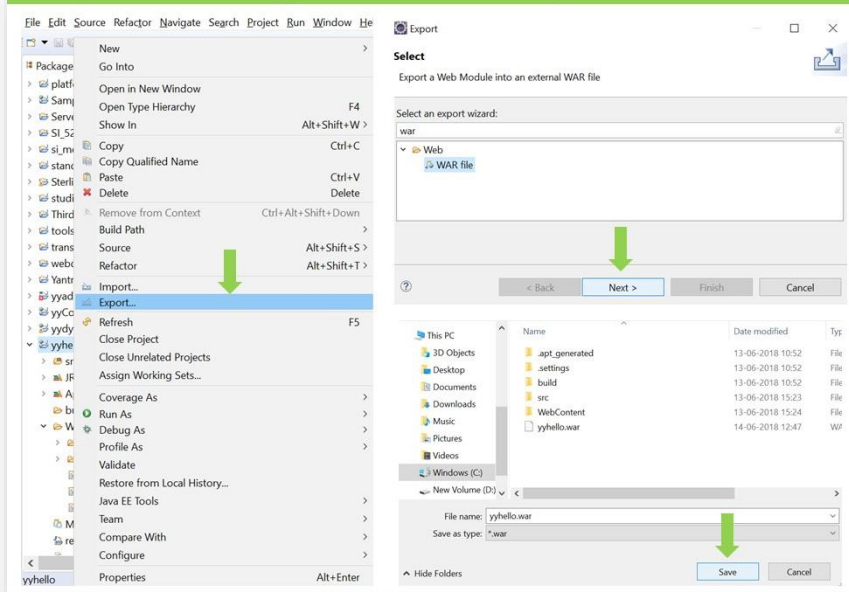 File Edit Source Refactor Navigate Search Project Run Window He
New
Package
Go Into
platf
Open in New Window
Sam
Open Type Hierarchy F4
Serve
Show In Alt+Shift+W >
SI_52
Copy Ctrl+C
si_m
Copy Qualified Name
stand
Paste Ctrl+V
Sterli
Delete Delete
studi
Remove from Context Ctrl+Alt+Shift+Down
Third
Build Path
tools
Source Alt+Shift+S >
trans
Refactor Alt+Shift+T >
webc
Import...
Yantr
Export...
yyad
yyCo
Refresh F5
yydy
Close Project
yyhe
Close Unrelated Projects
sr
Assign Working Sets...
JR
Coverage As
A
Run As
bu
Debug As
W
Profile As
Validate
Restore from Local History...
Java EE Tools
Team
M
Compare With
re
Configure
Properties Alt+Enter
yyhello
Export
Select
Export a Web Module into an external WAR file
Select an export wizard:
war
Web
WAR file
< Back Next > Finish Cancel
This PC
3D Objects
Desktop
Documents
Downloads
Music
Pictures
Videos
Windows (C:)
New Volume (D:)
Name Date modified Typ
.apt_generated 13-06-2018 10:52 File
.settings 13-06-2018 10:52 File
build 13-06-2018 10:52 File
src 13-06-2018 15:23 File
WebContent 13-06-2018 15:24 File
yyhello.war 14-06-2018 12:47 WA
File name: yyhello.war
Save as type: *.war
Hide Folders Save Cancel